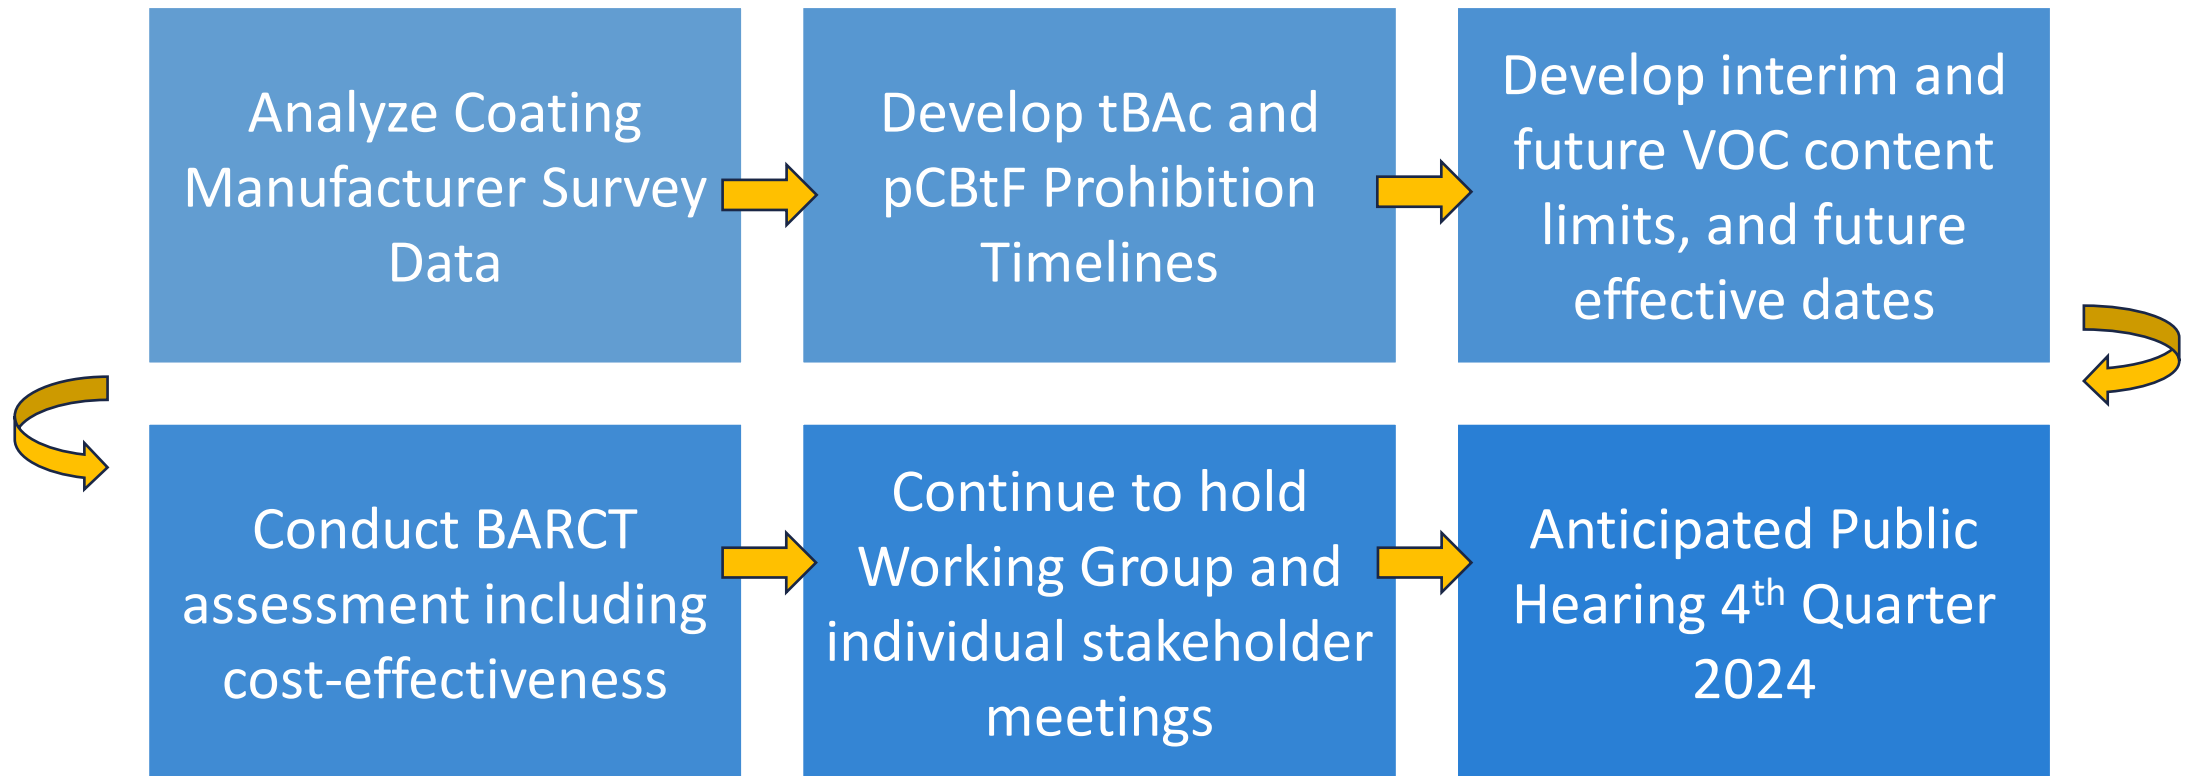 Analyze Coating
Manufacturer Survey
Data
Develop tBAc and
pCBtF Prohibition
Timelines
Develop interim and
future VOC content
limits, and future
effective dates
Conduct BARCT
assessment including
cost-effectiveness
Continue to hold
Working Group and
individual stakeholder
meetings
Anticipated Public
Hearing 4th Quarter
2024